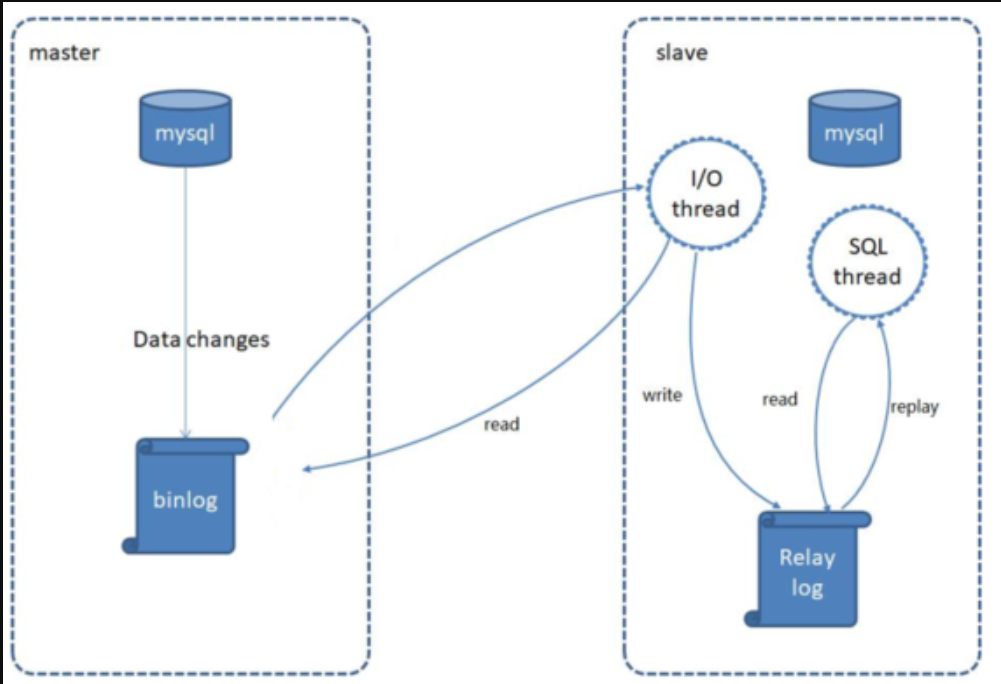 master
slave
mysql
mysql
I/O
thread
SQL
thread
Data changes
write
read
replay
read
binlog
Relay
log